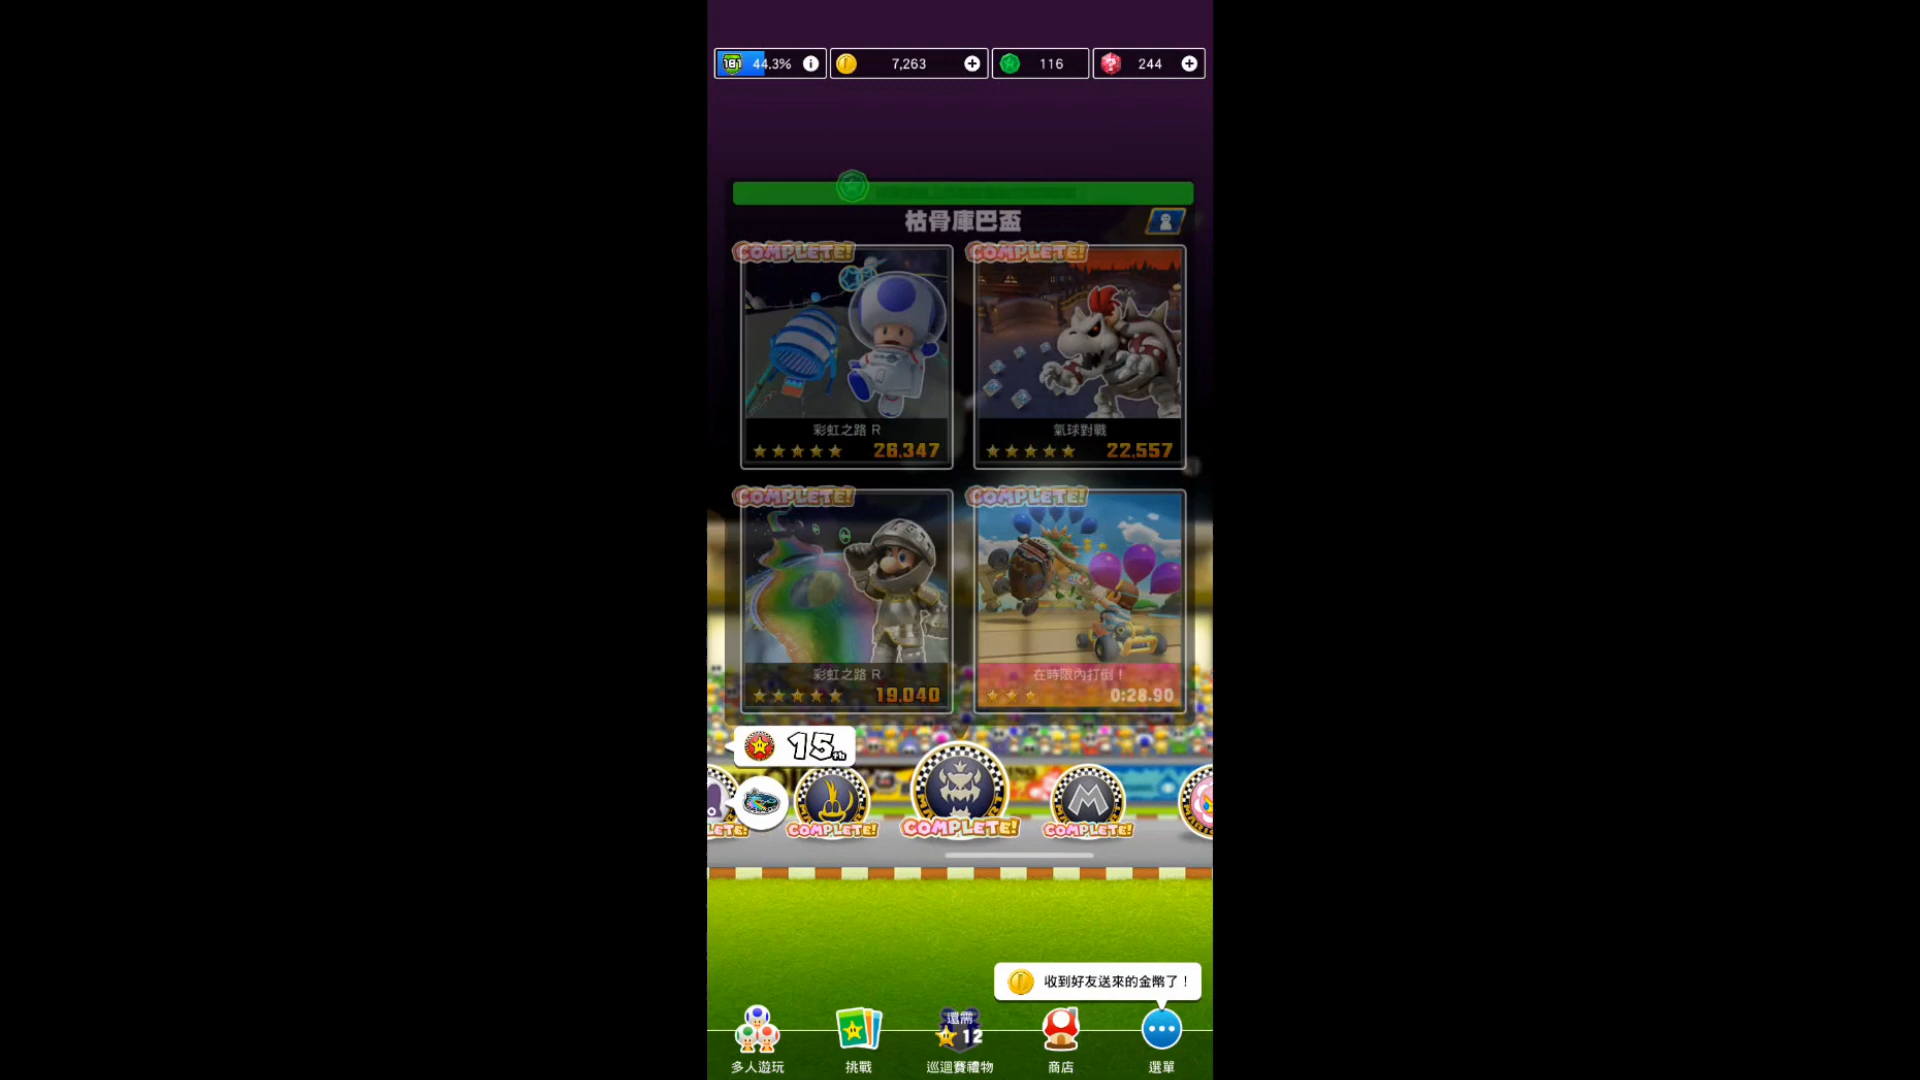 181 44.3% i 7,263 116 244
枯骨庫巴盃
COMPLETE! COMPLETE!
彩虹之路 R 氣球對戰
26,347 22,557
COMPLETE! COMPLETE!
彩虹之路 R 在時限內打倒！
19,040 0:28.90
15th
COMPLETE! COMPLETE! COMPLETE!
收到好友送來的金幣了！
還需
12
多人遊玩 挑戰 巡迴賽禮物 商店 選單